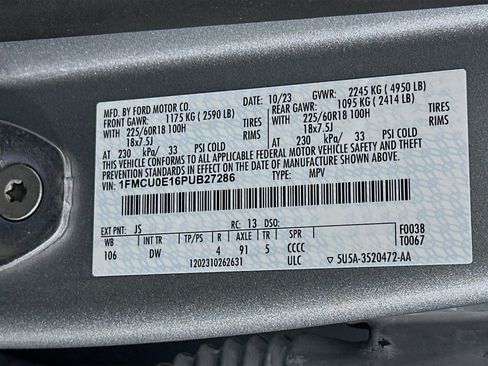 MFD. BY FORD MOTOR CO. 10/23 GVWR: 2245 KG ( 4950 LB)
FRONT GAWR: 1175 KG ( 2590 LB) REAR GAWR: 1095 KG ( 2414 LB)
WITH 225/60R18 100H TIRES WITH 225/60R18 100H TIRES
18x7.5J RIMS 18x7.5J RIMS
AT 230 kPa/ 33 PSI COLD AT 230 kPa/ 33 PSI COLD
THIS VEHICLE CONFORMS TO ALL APPLICABLE FEDERAL MOTOR VEHICLE SAFETY AND THEFT
PREVENTION STANDARDS IN EFFECT ON THE DATE OF MANUFACTURE SHOWN ABOVE.
1FMCU0E16PUB27286 TYPE: MPV
EXT PNT: JS RC: 13 DSO: F0038
WB INT TR TP/PS R AXLE TR SPR T0067
106 DW 4 91 5 CCCC
1202310262631 ULC ▽ 5U5A-3520472-AA